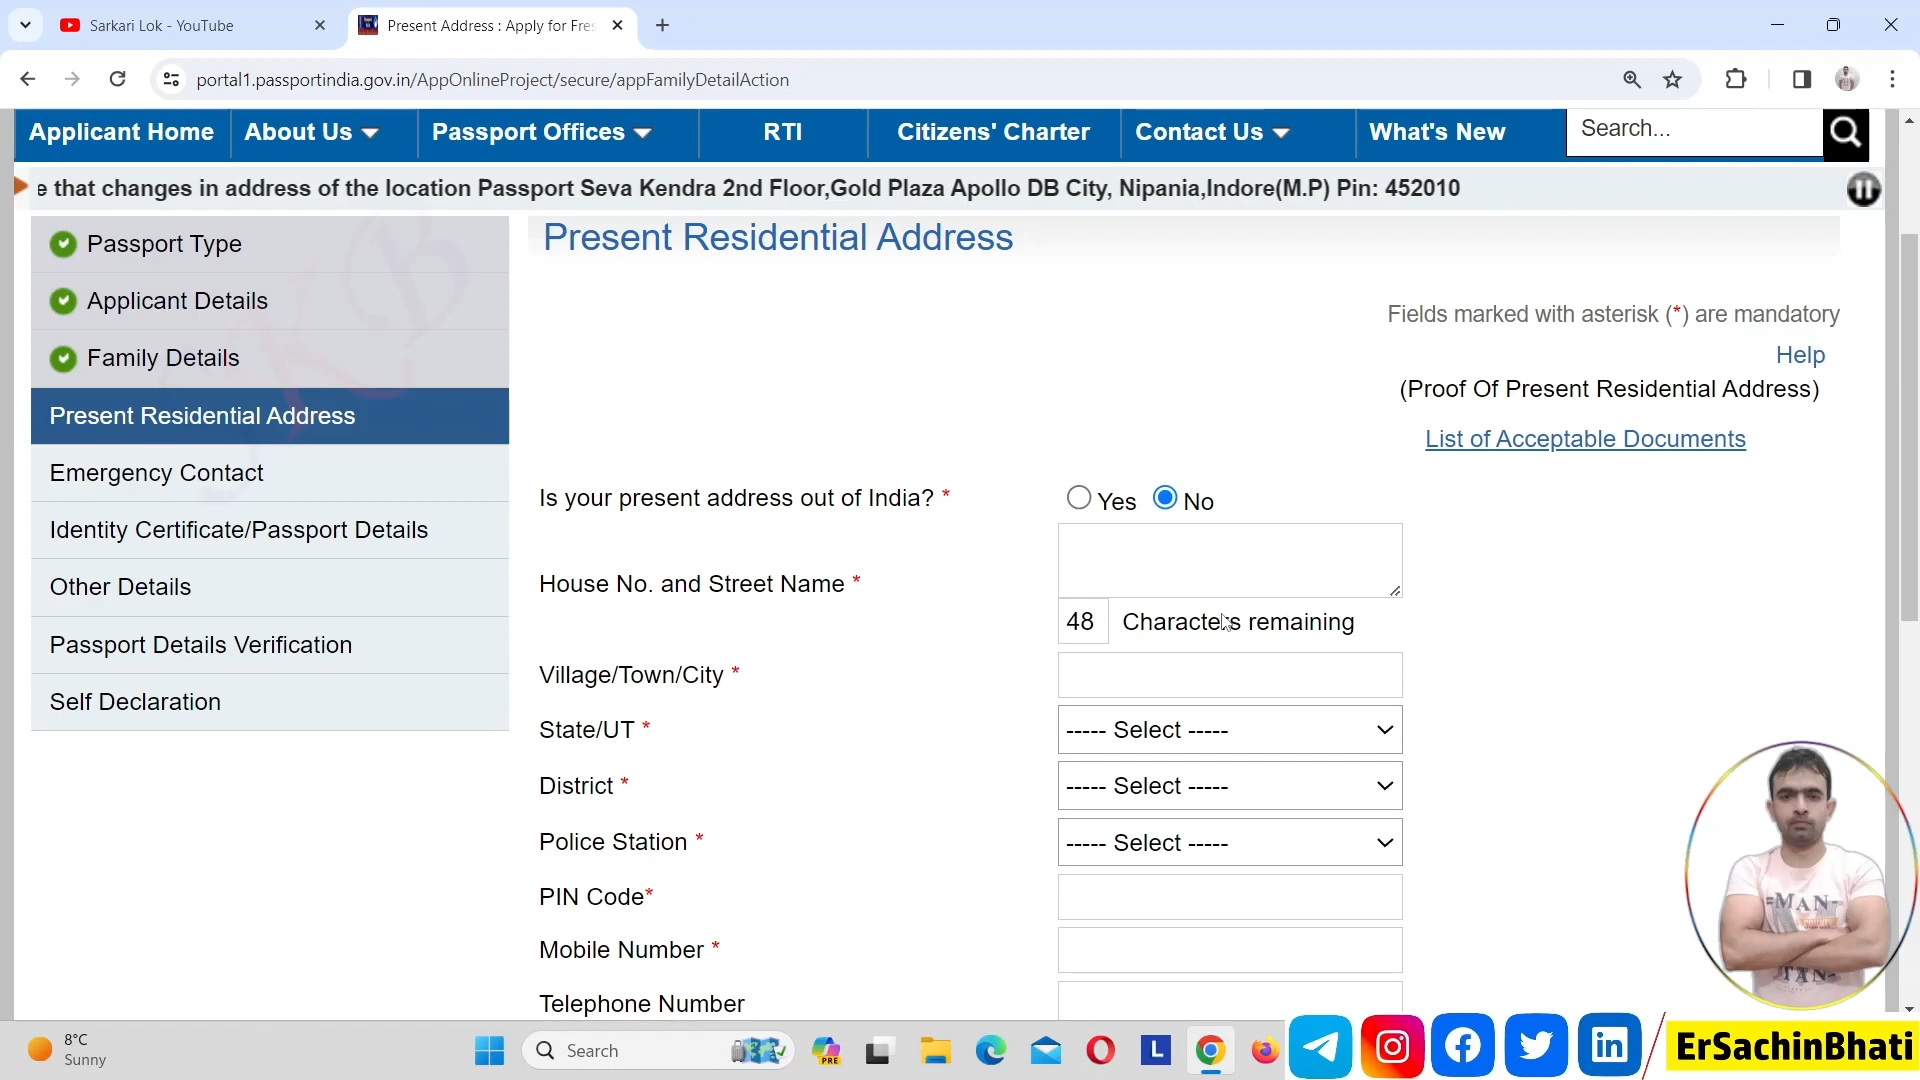 Sarkari Lok - YouTube
Present Address : Apply for Fres
portal1.passportindia.gov.in/AppOnlineProject/secure/appFamilyDetailAction
Applicant Home
About Us
Passport Offices
RTI
Citizens' Charter
Contact Us
What's New
Search...
e that changes in address of the location Passport Seva Kendra 2nd Floor,Gold Plaza Apollo DB City, Nipania,Indore(M.P) Pin: 452010
Passport Type
Applicant Details
Family Details
Present Residential Address
Emergency Contact
Identity Certificate/Passport Details
Other Details
Passport Details Verification
Self Declaration
Present Residential Address
Fields marked with asterisk (*) are mandatory
Help
(Proof Of Present Residential Address)
List of Acceptable Documents
Is your present address out of India? * Yes No
House No. and Street Name *
48 Characters remaining
Village/Town/City *
State/UT * ----- Select -----
District * ----- Select -----
Police Station * ----- Select -----
PIN Code*
Mobile Number *
Telephone Number
MAN
TAN
8°C
Sunny
Search
PRE
L
in
ErSachinBhati